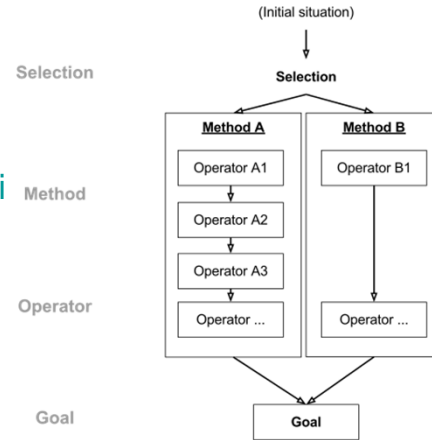 (Initial situation)
Selection
Selection
Method A
Method B
Operator A1
Operator B1
i
Method
Operator A2
Operator A3
Operator
Operator ...
Operator ...
Goal
Goal